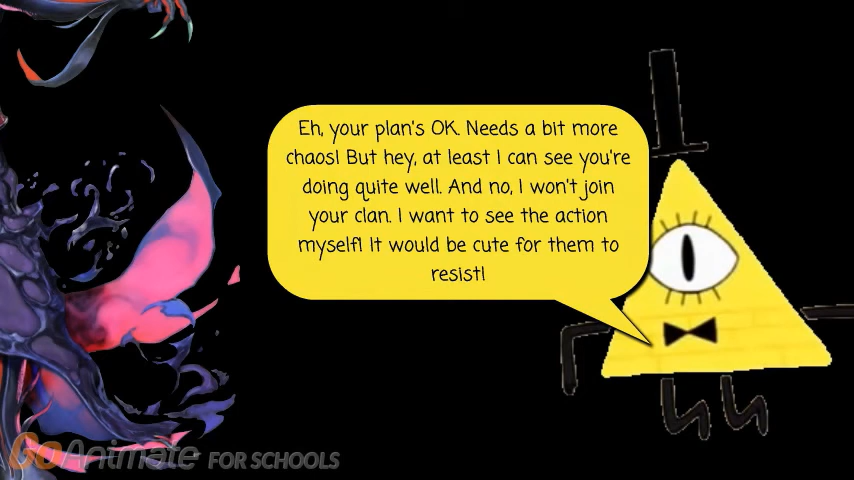 Eh, your plan's OK. Needs a bit more
chaos! But hey, at least I can see you're
doing quite well. And no, I won't join
your clan. I want to see the action
myself! It would be cute for them to
resist!
GoAnimate FOR SCHOOLS